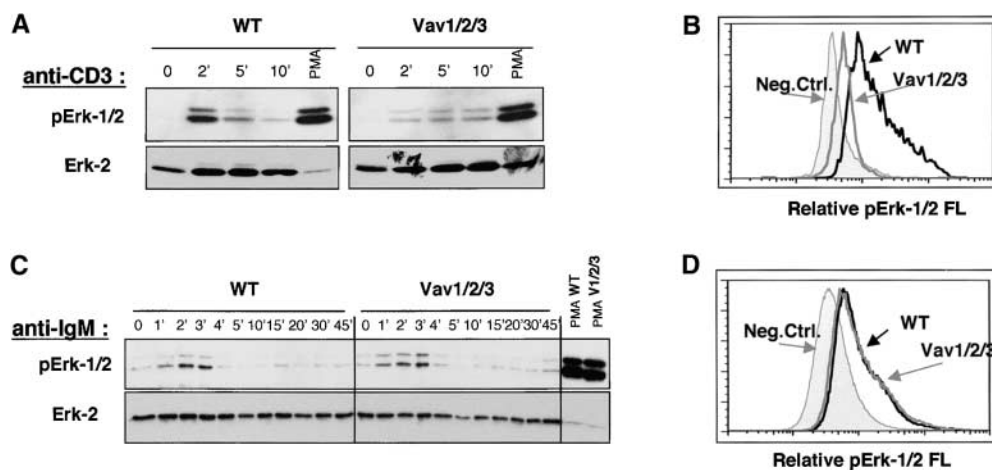 A
WT
Vav1/2/3
anti-CD3 :
0 2' 5' 10' PMA
0 2' 5' 10' PMA
pErk-1/2
Erk-2
B
WT
Neg.Ctrl.
Vav1/2/3
Relative pErk-1/2 FL
C
WT
Vav1/2/3
PMA WT
PMA V1/2/3
anti-IgM :
0 1' 2' 3' 4' 5' 10' 15' 20' 30' 45'
0 1' 2' 3' 4' 5' 10' 15' 20' 30' 45'
pErk-1/2
Erk-2
D
Neg.Ctrl.
WT
Vav1/2/3
Relative pErk-1/2 FL